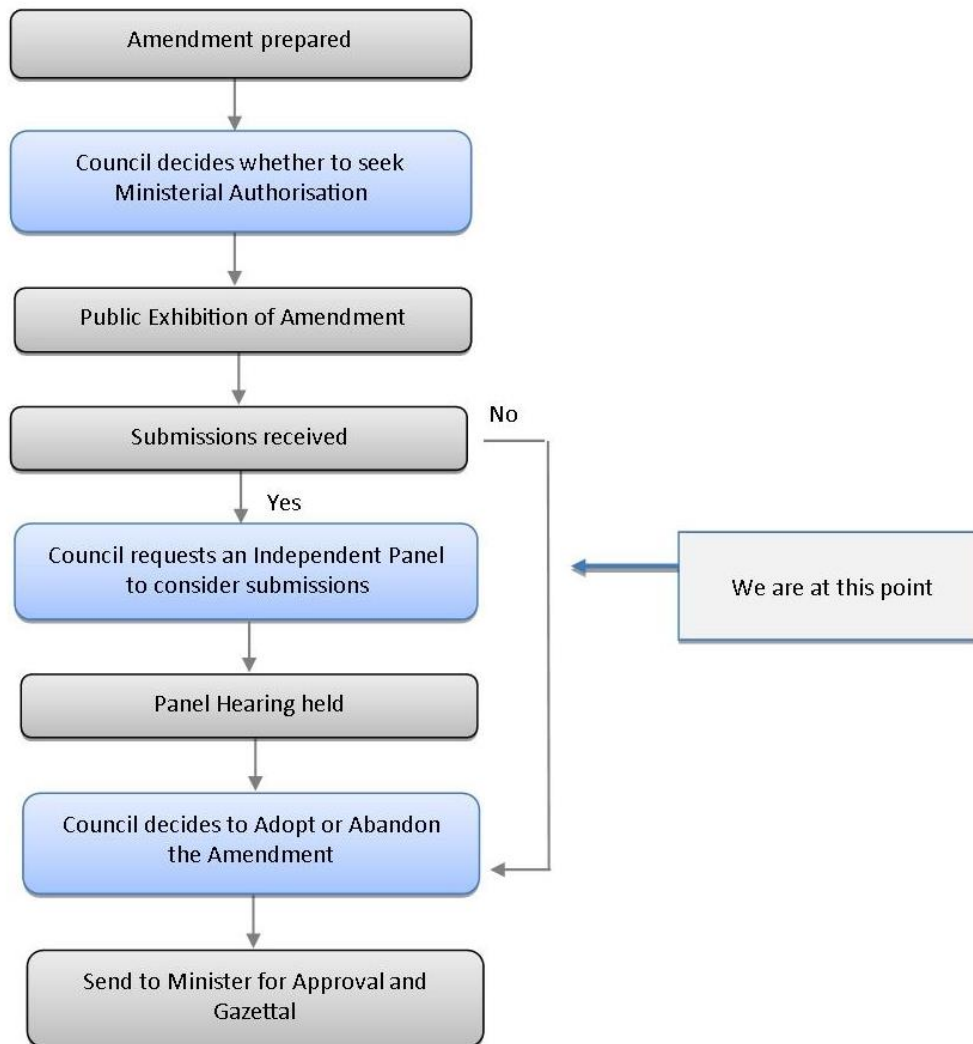 Amendment prepared
Council decides whether to seek
Ministerial Authorisation
Public Exhibition of Amendment
No
Submissions received
Yes
Council requests an Independent Panel
to consider submissions
We are at this point
Panel Hearing held
Council decides to Adopt or Abandon
the Amendment
Send to Minister for Approval and
Gazettal